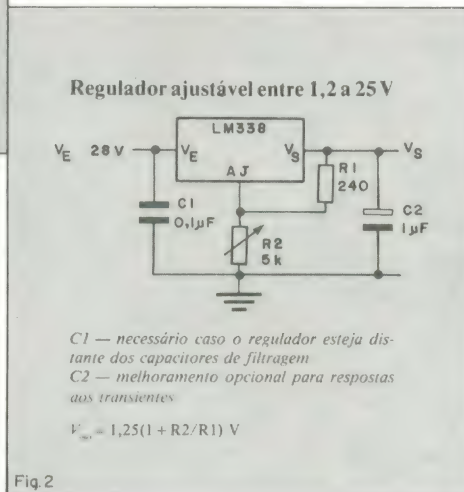 Regulador ajustável entre 1,2 a 25 V
LM338
V_E 28 V V_E V_S V_S
AJ
R1
240
C1
0,1µF
C2
1µF
R2
5k
C1 — necessário caso o regulador esteja dis-
tante dos capacitores de filtragem
C2 — melhoramento opcional para respostas
aos transientes
= 1,25(1 + R2/R1) V
Fig. 2